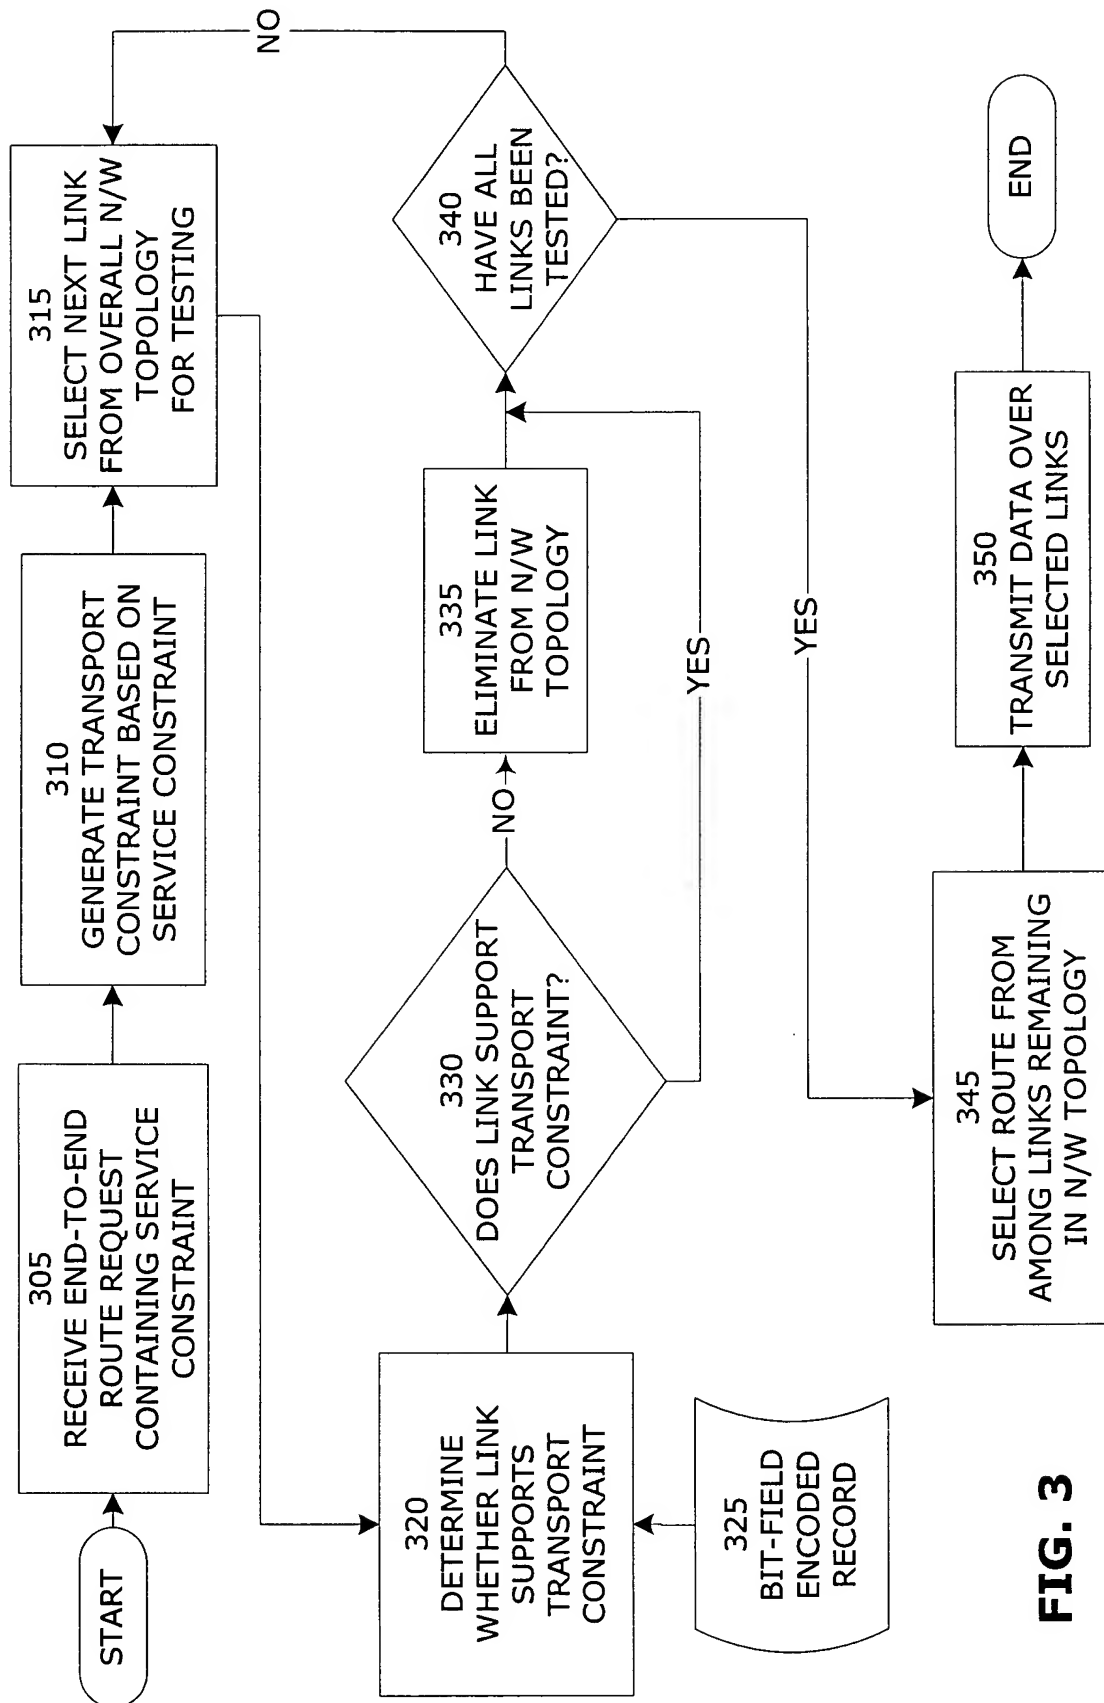 START
305
RECEIVE END-TO-END
ROUTE REQUEST
CONTAINING SERVICE
CONSTRAINT
310
GENERATE TRANSPORT
CONSTRAINT BASED ON
SERVICE CONSTRAINT
315
SELECT NEXT LINK
FROM OVERALL N/W
TOPOLOGY
FOR TESTING
320
DETERMINE
WHETHER LINK
SUPPORTS
TRANSPORT
CONSTRAINT
325
BIT-FIELD
ENCODED
RECORD
330
DOES LINK SUPPORT
TRANSPORT
CONSTRAINT?
NO
335
ELIMINATE LINK
FROM N/W
TOPOLOGY
YES
340
HAVE ALL
LINKS BEEN
TESTED?
NO
YES
345
SELECT ROUTE FROM
AMONG LINKS REMAINING
IN N/W TOPOLOGY
350
TRANSMIT DATA OVER
SELECTED LINKS
END
FIG. 3